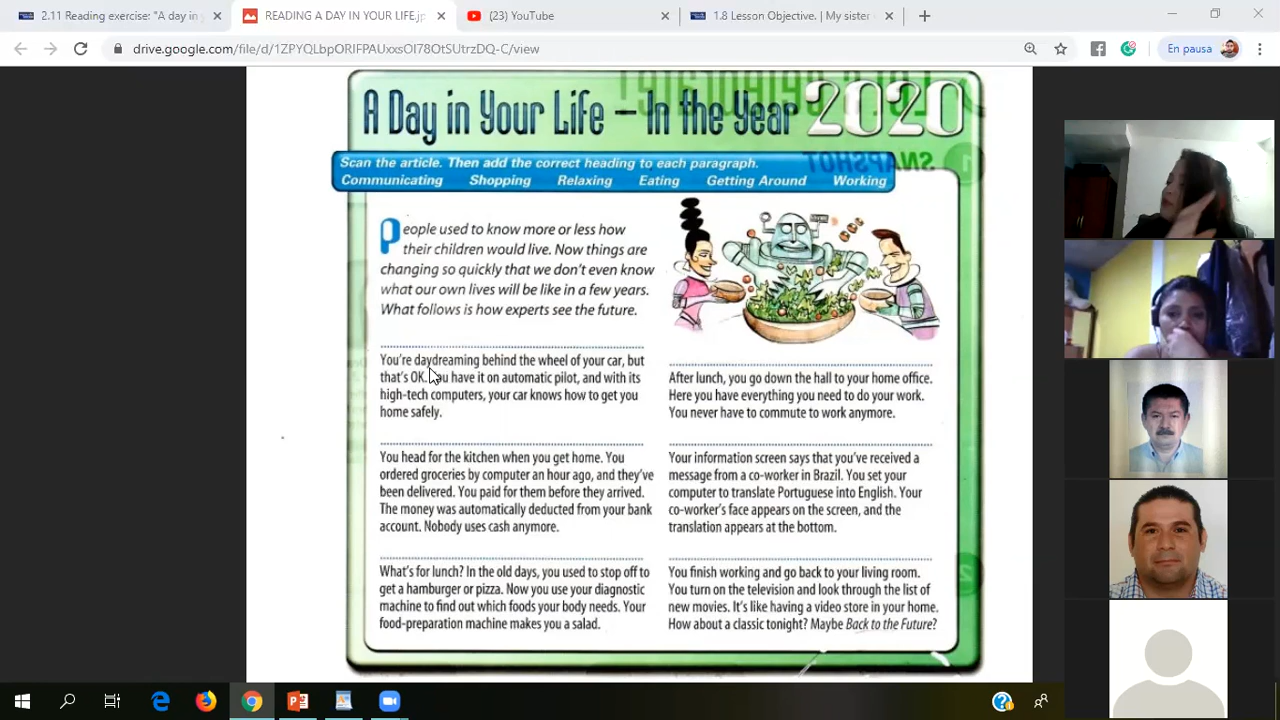 2.11 Reading exercise: "A day in y
READING A DAY IN YOUR LIFE.jp
(23) YouTube
1.8 Lesson Objective. | My sister
drive.google.com/file/d/1ZPYQLbpORIFPAUxxsOI78OtSUtrzDQ-C/view
En pausa
A Day in Your Life – In the Year 2020
SNAPSHOT
Scan the article. Then add the correct heading to each paragraph.
Communicating Shopping Relaxing Eating Getting Around Working
People used to know more or less how
their children would live. Now things are
changing so quickly that we don't even know
what our own lives will be like in a few years.
What follows is how experts see the future.
You're daydreaming behind the wheel of your car, but
that's OK. You have it on automatic pilot, and with its
high-tech computers, your car knows how to get you
home safely.
You head for the kitchen when you get home. You
ordered groceries by computer an hour ago, and they've
been delivered. You paid for them before they arrived.
The money was automatically deducted from your bank
account. Nobody uses cash anymore.
What's for lunch? In the old days, you used to stop off to
get a hamburger or pizza. Now you use your diagnostic
machine to find out which foods your body needs. Your
food-preparation machine makes you a salad.
After lunch, you go down the hall to your home office.
Here you have everything you need to do your work.
You never have to commute to work anymore.
Your information screen says that you've received a
message from a co-worker in Brazil. You set your
computer to translate Portuguese into English. Your
co-worker's face appears on the screen, and the
translation appears at the bottom.
You finish working and go back to your living room.
You turn on the television and look through the list of
new movies. It's like having a video store in your home.
How about a classic tonight? Maybe Back to the Future?